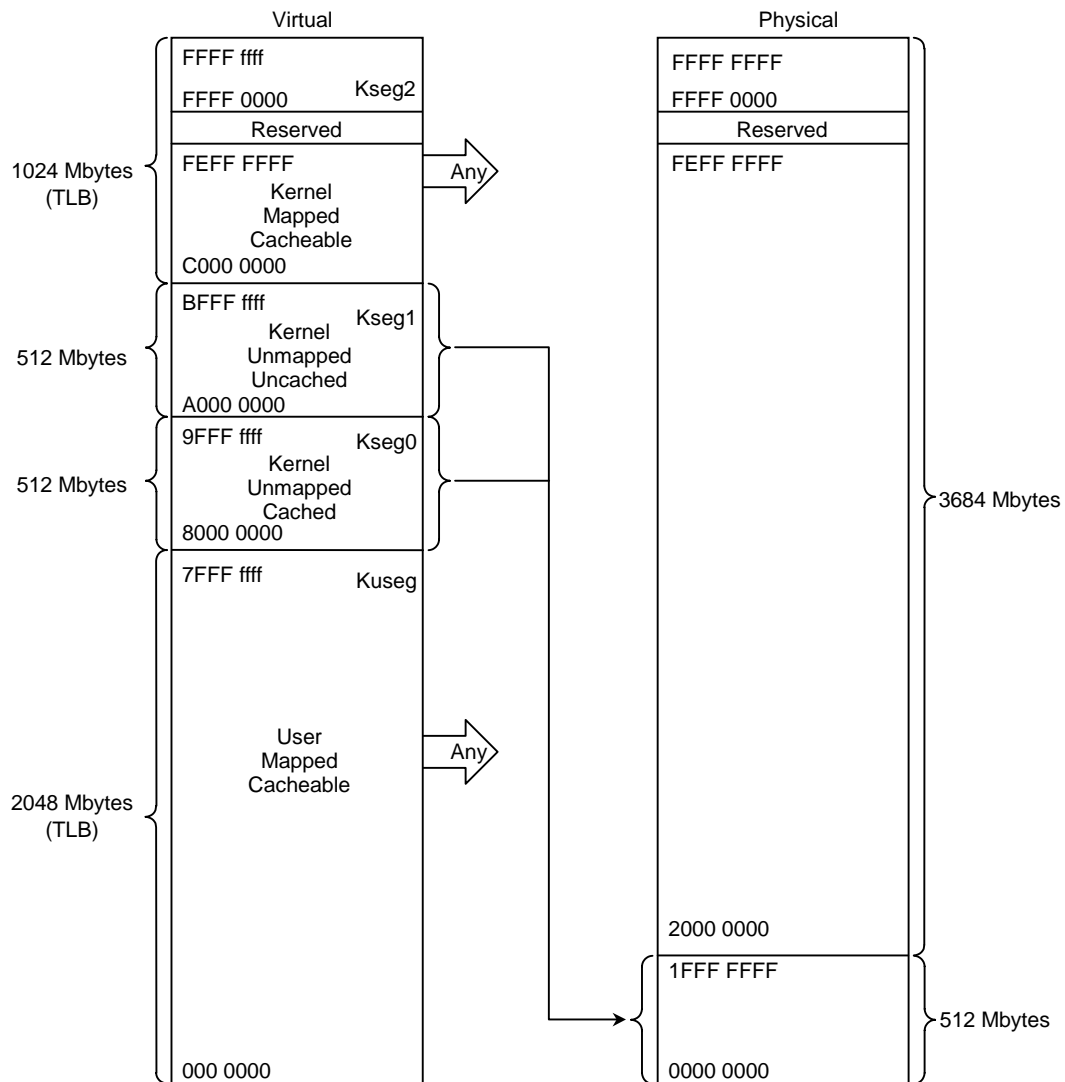 Virtual
Physical
FFFF ffff
Kseg2
FFFF 0000
Reserved
FEFF FFFF
Kernel
Mapped
Cacheable
C000 0000
Any
1024 Mbytes
(TLB)
BFFF ffff
Kseg1
Kernel
Unmapped
Uncached
A000 0000
512 Mbytes
9FFF ffff
Kseg0
Kernel
Unmapped
Cached
8000 0000
512 Mbytes
7FFF ffff
Kuseg
User
Mapped
Cacheable
Any
2048 Mbytes
(TLB)
000 0000
FFFF FFFF
FFFF 0000
Reserved
FEFF FFFF
3684 Mbytes
2000 0000
1FFF FFFF
512 Mbytes
0000 0000